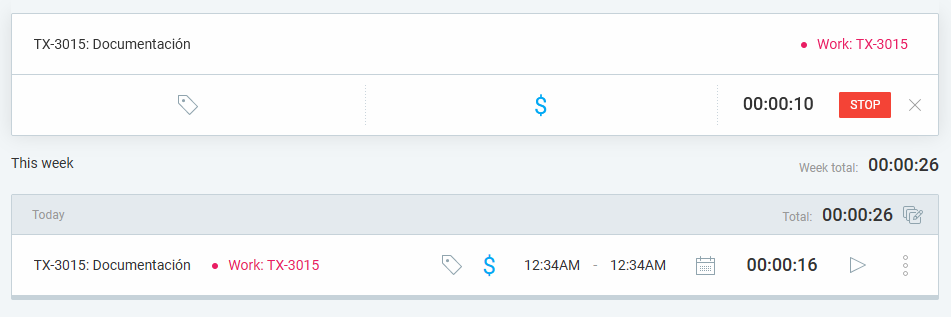 TX-3015: Documentación ● Work: TX-3015
$ 00:00:10 STOP
This week Week total: 00:00:26
Today Total: 00:00:26
TX-3015: Documentación ● Work: TX-3015 $ 12:34AM - 12:34AM 00:00:16